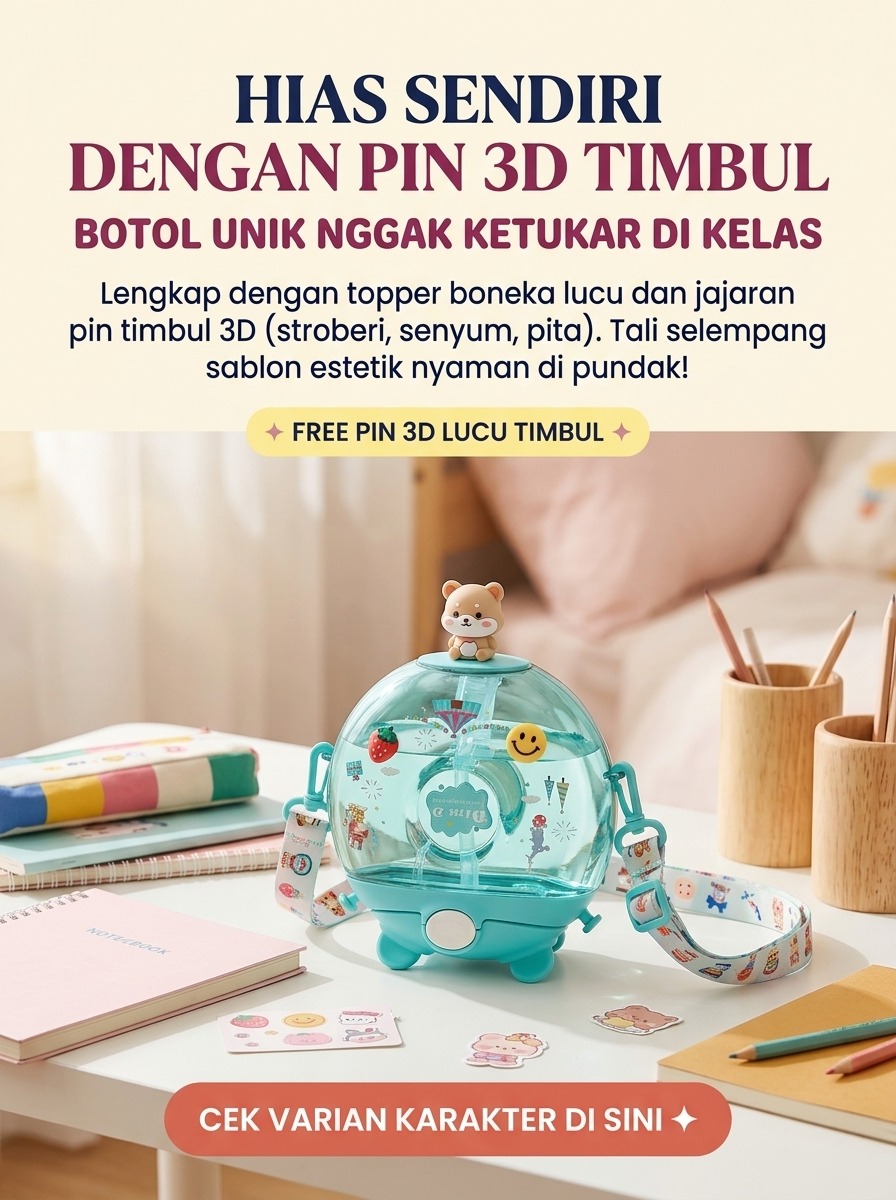 HIAS SENDIRI
DENGAN PIN 3D TIMBUL
BOTOL UNIK NGGAK KETUKAR DI KELAS
Lengkap dengan topper boneka lucu dan jajaran
pin timbul 3D (stroberi, senyum, pita). Tali selempang
sablon estetik nyaman di pundak!
✦ FREE PIN 3D LUCU TIMBUL ✦
NOTEBOOK
CEK VARIAN KARAKTER DI SINI ✦